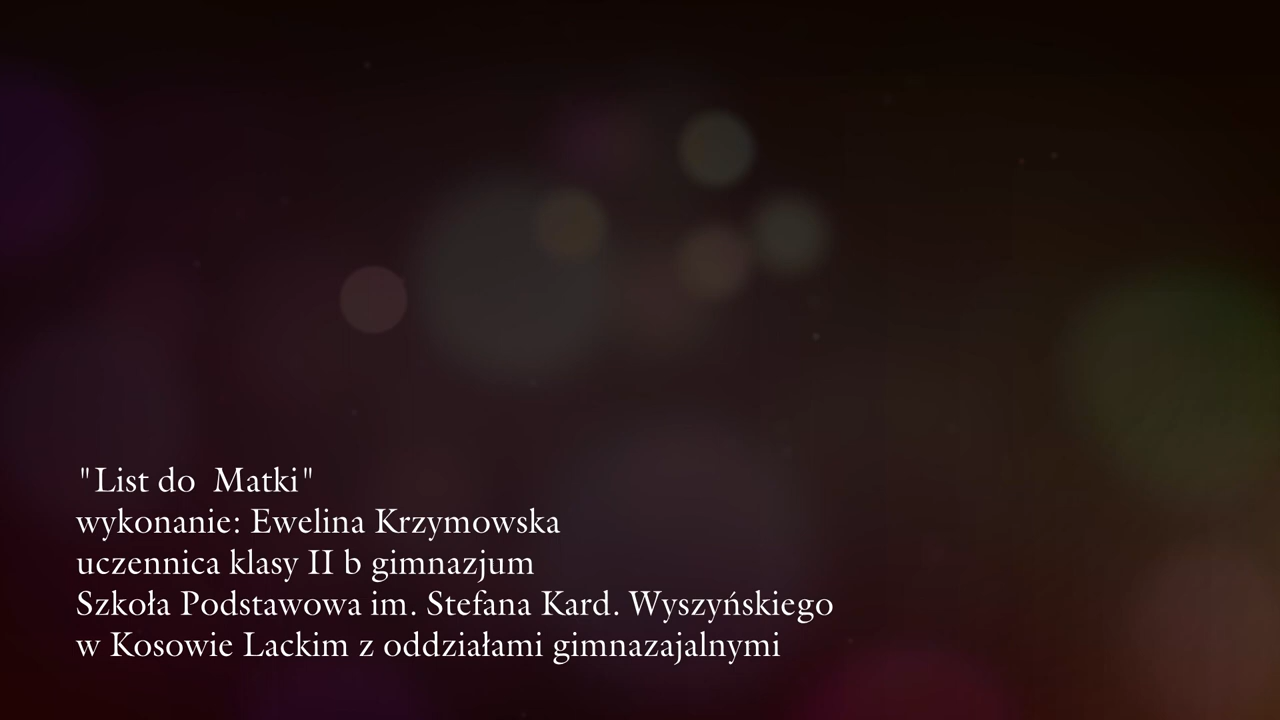 "List do  Matki"
wykonanie: Ewelina Krzymowska
uczennica klasy II b gimnazjum
Szkoła Podstawowa im. Stefana Kard. Wyszyńskiego
w Kosowie Lackim z oddziałami gimnazajalnymi